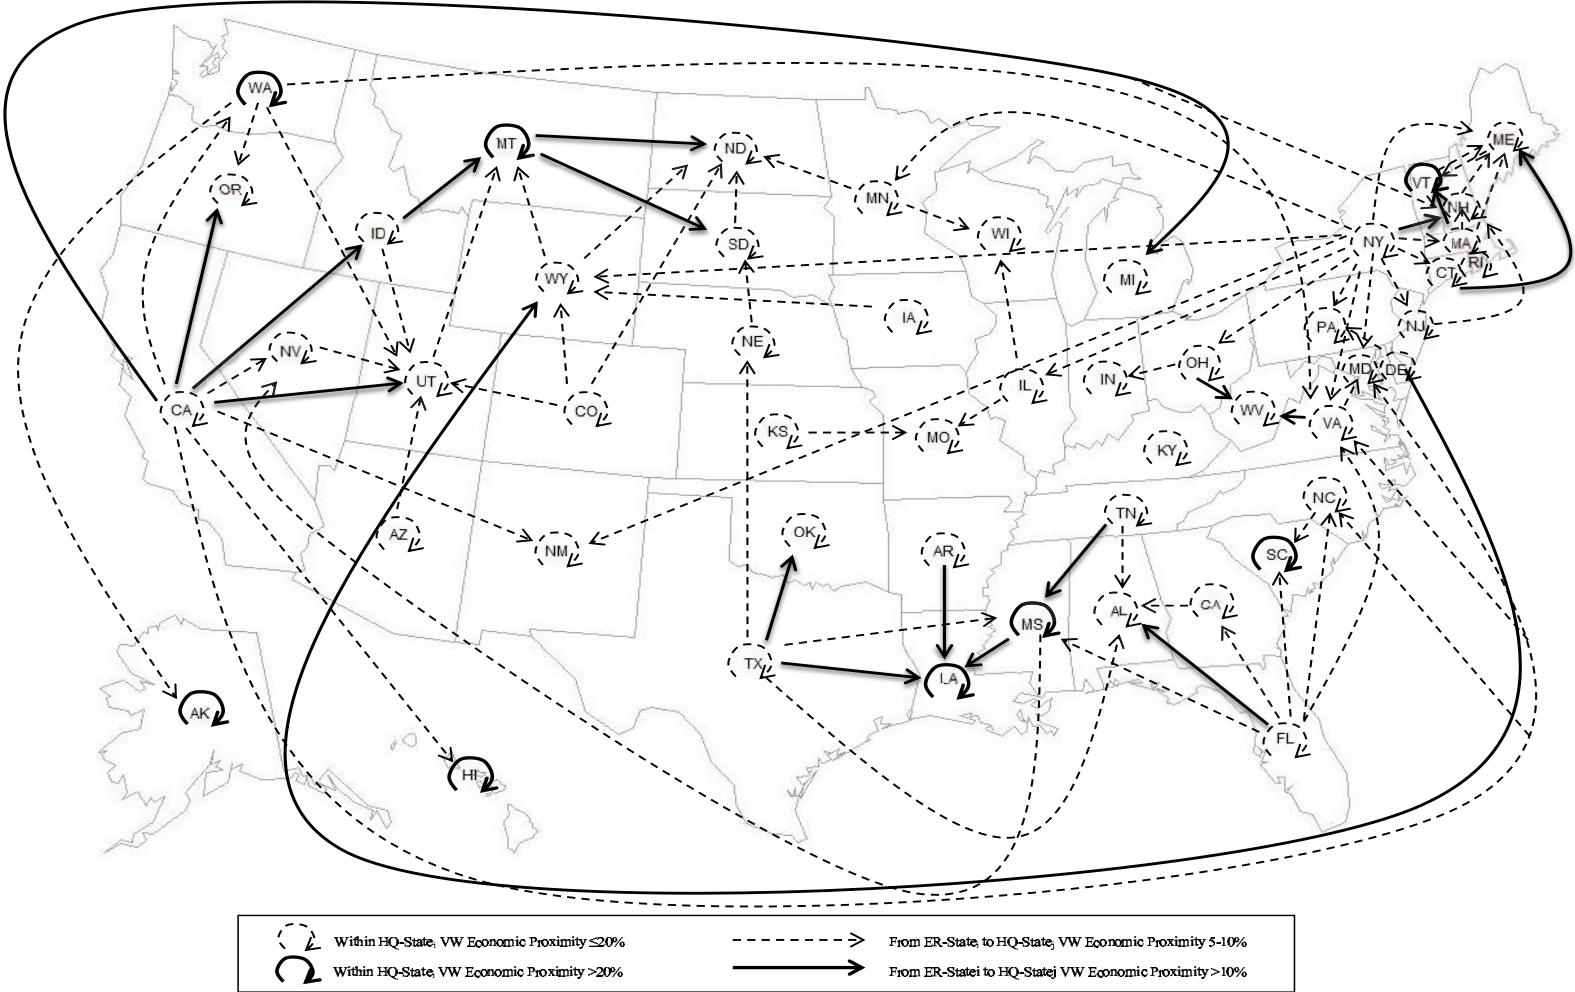 WA
ME
MT
ND
VT
OR
MN
NH
ID
WI
NY
MA
SD
RI
CT
WY
MI
IA
PA
NJ
NE
NV
OH
MD
DE
UT
IL
IN
CA
CO
WV
VA
KS
MO
KY
NC
TN
AZ
OK
NM
AR
SC
AL
GA
MS
TX
LA
AK
FL
HI
Within HQ-Stateᵢ VW Economic Proximity ≤20%
From ER-Stateᵢ to HQ-Stateⱼ VW Economic Proximity 5-10%
Within HQ-Stateᵢ VW Economic Proximity >20%
From ER-Statei to HQ-Statej VW Economic Proximity >10%